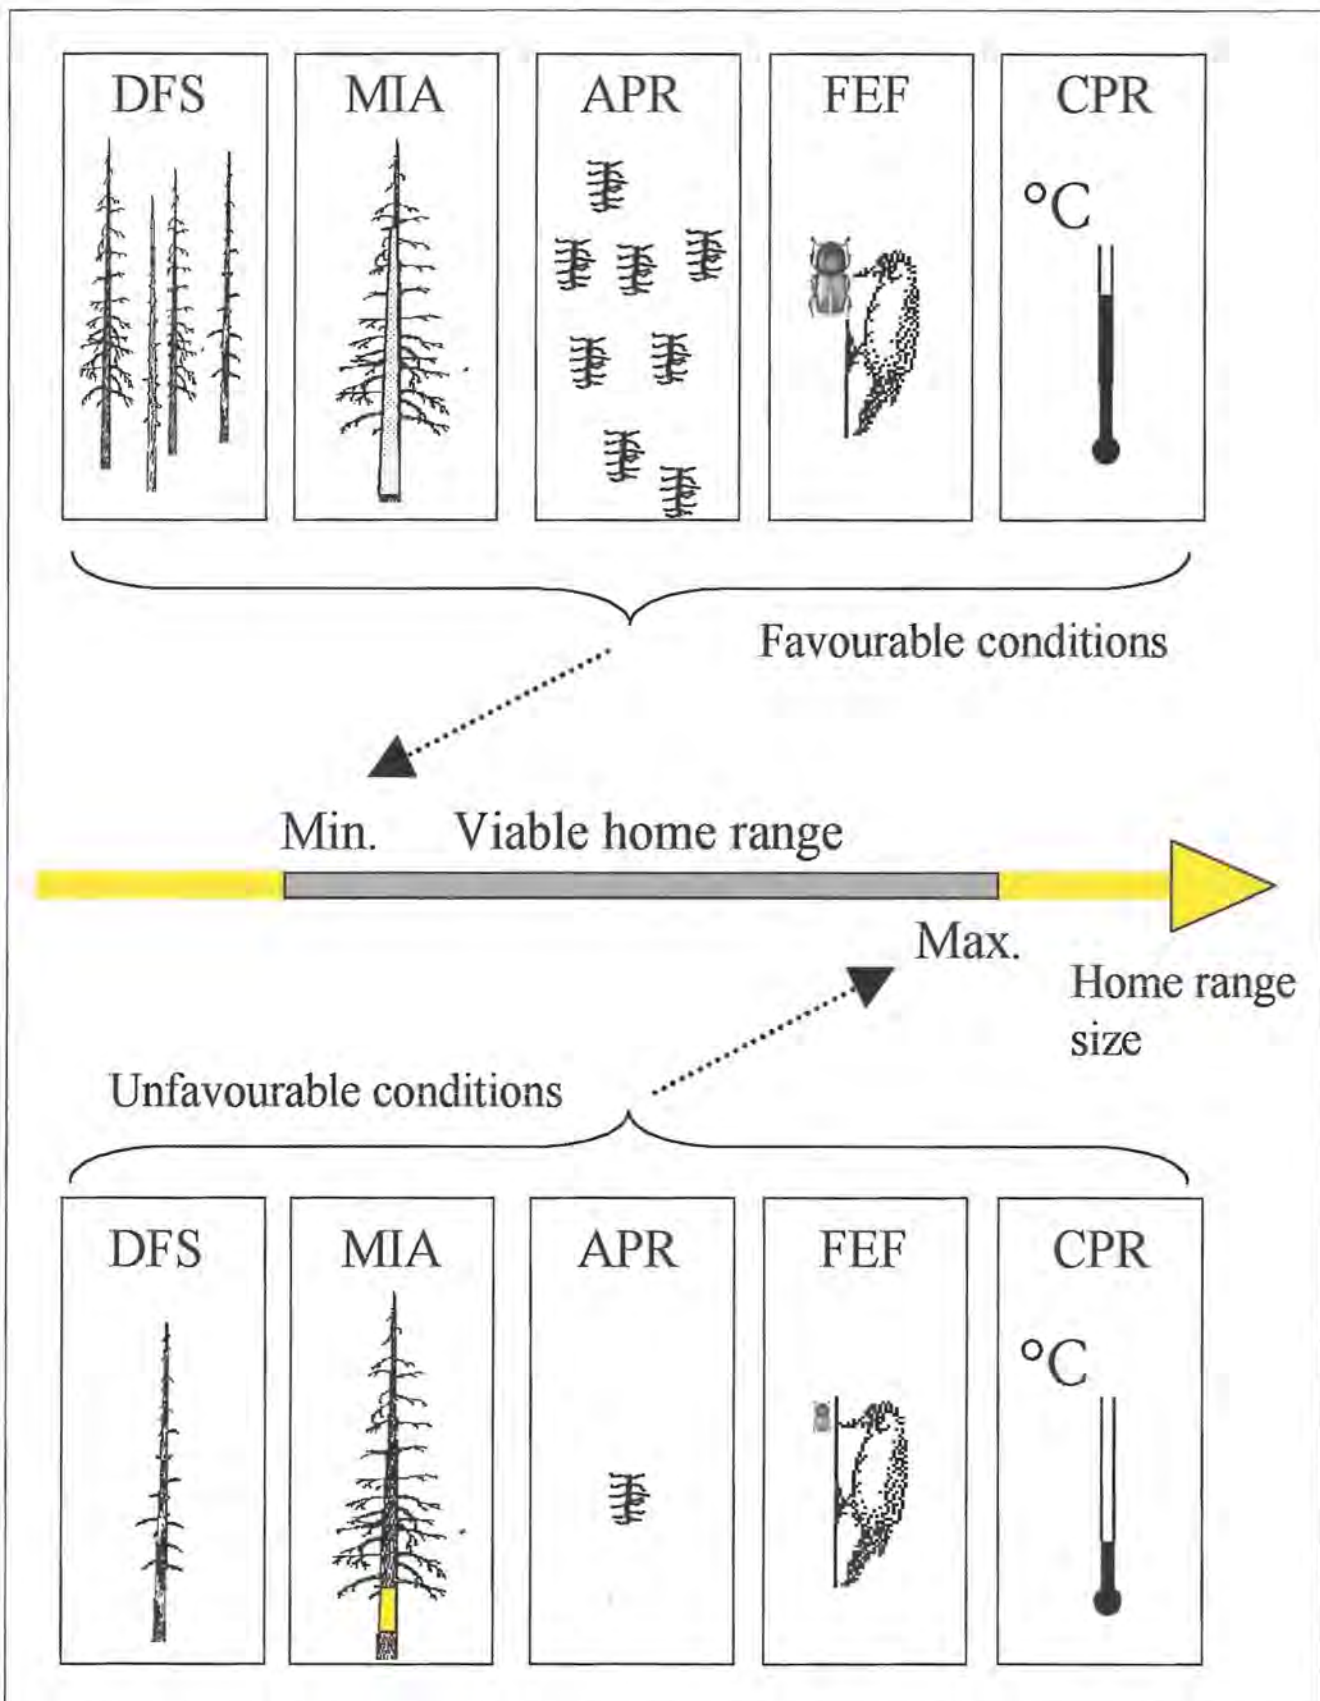 DFS MIA APR FEF CPR
°C
Favourable conditions
Min. Viable home range
Max.
Home range
size
Unfavourable conditions
DFS MIA APR FEF CPR
°C